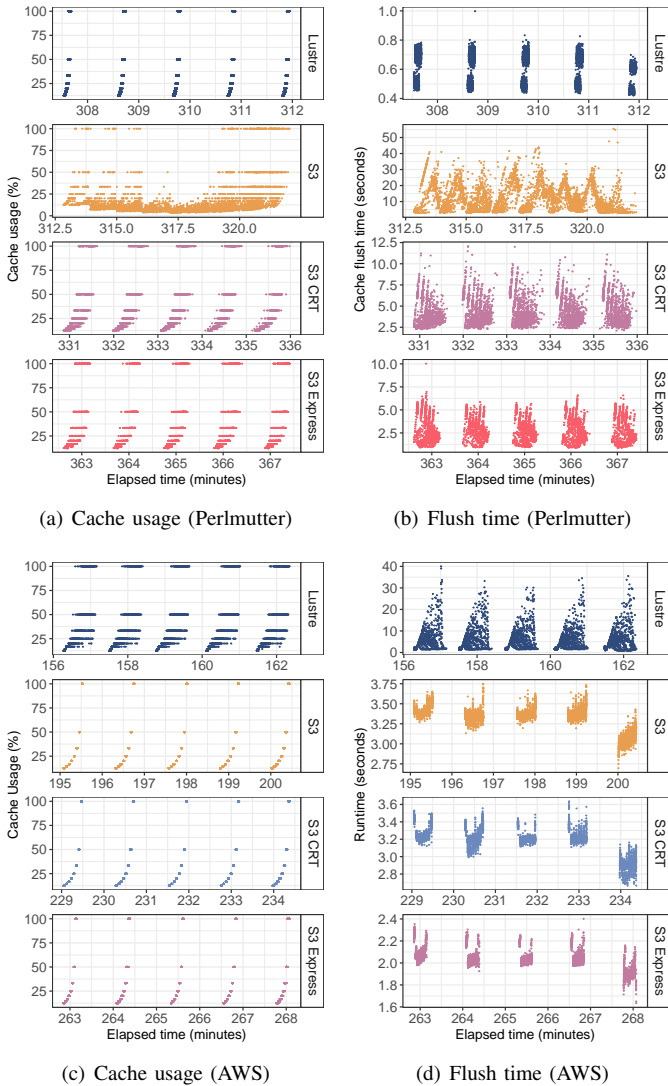 100%
75
50
25
308 309 310 311 312
Lustre
100%
75
50
25
0
312.5 315.0 317.5 320.0
S3
100
75
50
25
331 332 333 334 335 336
S3 CRT
100
75
50
25
363 364 365 366 367
S3 Express
Cache usage (%)
Elapsed time (minutes)
(a) Cache usage (Perlmutter)
1.0
0.8
0.6
0.4
308 309 310 311 312
Lustre
50
40
30
20
10
0
312.5 315.0 317.5 320.0
S3
12.5
10.0
7.5
5.0
2.5
331 332 333 334 335 336
S3 CRT
10.0
7.5
5.0
2.5
363 364 365 366 367
S3 Express
Cache flush time (seconds)
Elapsed time (minutes)
(b) Flush time (Perlmutter)
100%
75
50
25
156 158 160 162
Lustre
100
75
50
25
195 196 197 198 199 200
S3
100
75
50
25
229 230 231 232 233 234
S3 CRT
100
75
50
25
263 264 265 266 267 268
S3 Express
Cache Usage (%)
Elapsed time (minutes)
(c) Cache usage (AWS)
40
30
20
10
0
156 158 160 162
Lustre
3.75
3.50
3.25
3.00
2.75
195 196 197 198 199 200
S3
3.6
3.4
3.2
3.0
2.8
229 230 231 232 233 234
S3 CRT
2.4
2.2
2.0
1.8
1.6
263 264 265 266 267 268
S3 Express
Runtime (seconds)
Elapsed time (minutes)
(d) Flush time (AWS)